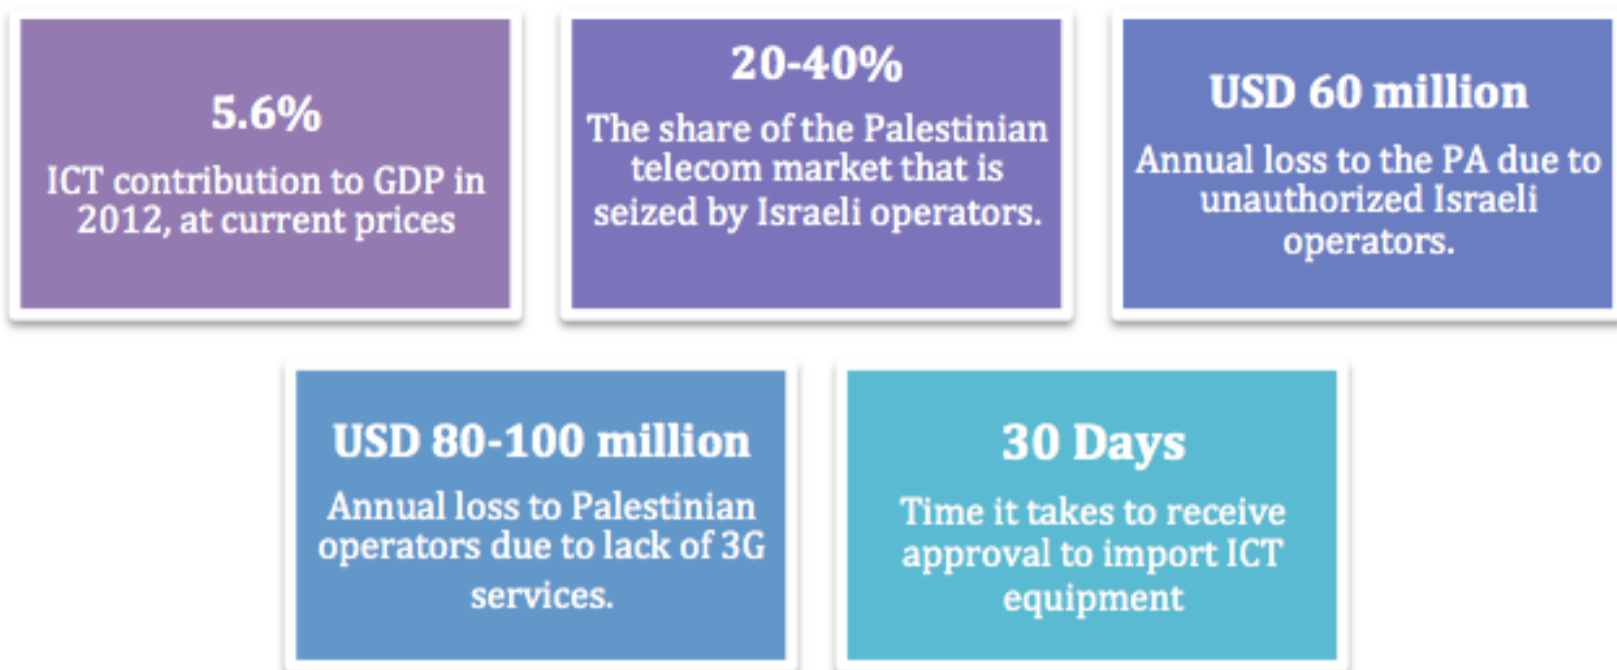 5.6%
ICT contribution to GDP in
2012, at current prices
20-40%
The share of the Palestinian
telecom market that is
seized by Israeli operators.
USD 60 million
Annual loss to the PA due to
unauthorized Israeli
operators.
USD 80-100 million
Annual loss to Palestinian
operators due to lack of 3G
services.
30 Days
Time it takes to receive
approval to import ICT
equipment